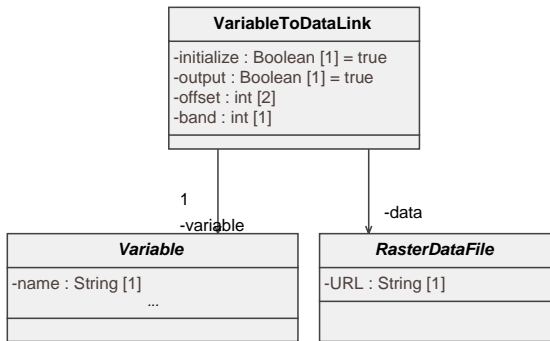 VariableToDataLink
-initialize : Boolean [1] = true
-output : Boolean [1] = true
-offset : int [2]
-band : int [1]
1
-variable
-data
Variable
-name : String [1]
...
RasterDataFile
-URL : String [1]